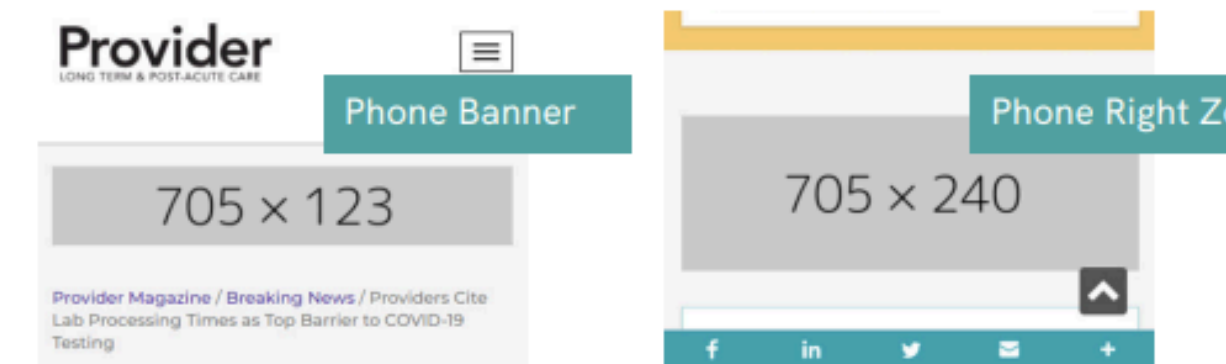 Provider
LONG TERM & POST-ACUTE CARE
Phone Banner
705 × 123
Provider Magazine / Breaking News / Providers Cite
Lab Processing Times as Top Barrier to COVID-19
Testing
Phone Right
705 × 240
f in +